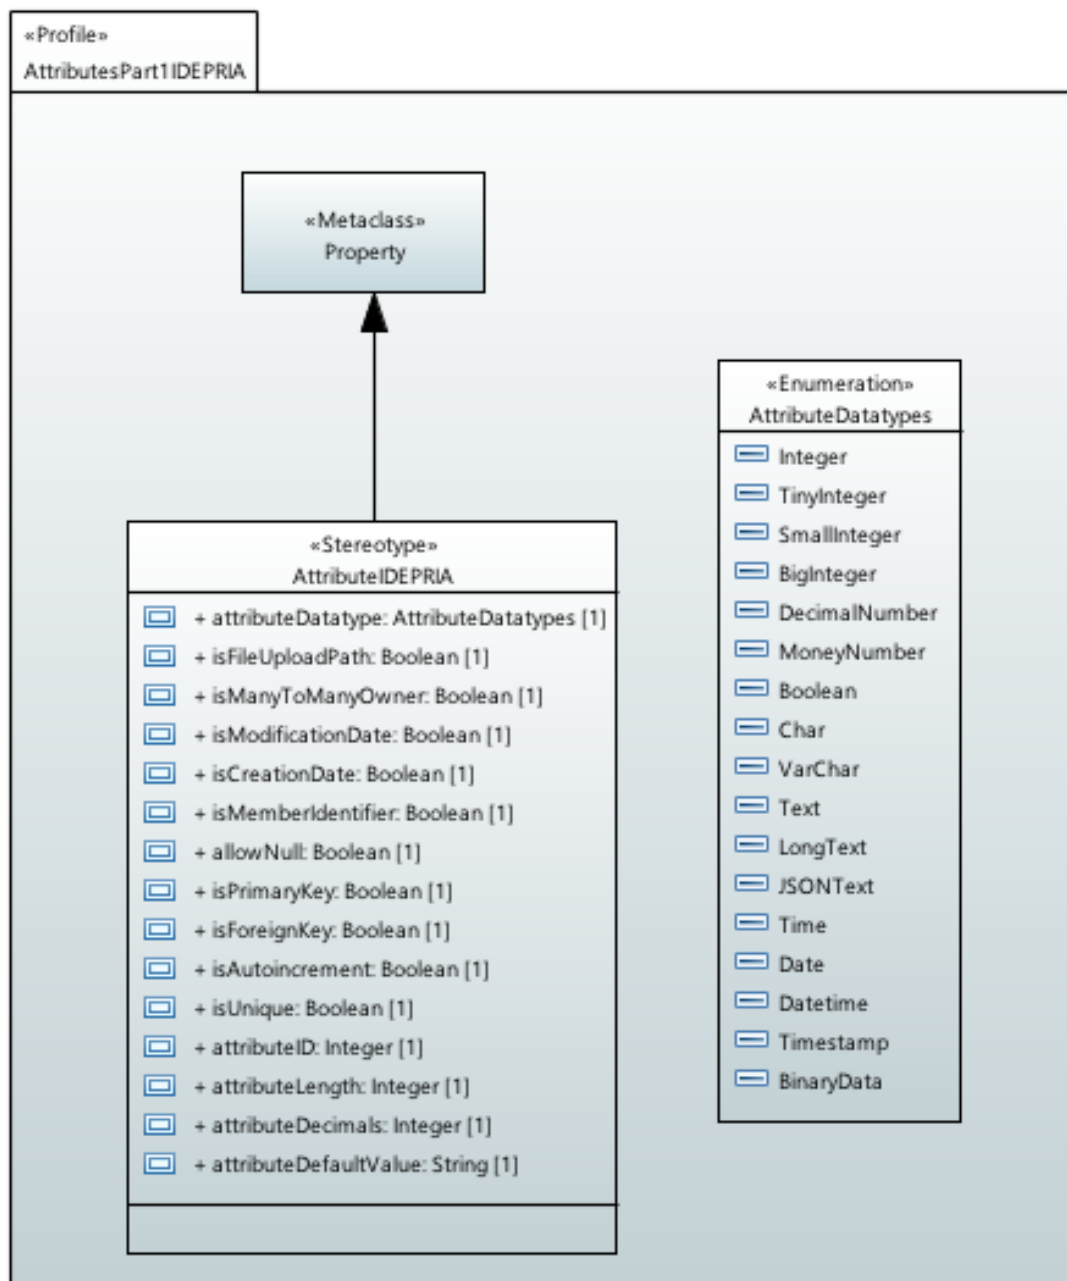 «Profile»
AttributesPart1IDEPRIA
«Metaclass»
Property
«Stereotype»
AttributeIDEPRIA
+ attributeDatatype: AttributeDatatypes [1]
+ isFileUploadPath: Boolean [1]
+ isManyToManyOwner: Boolean [1]
+ isModificationDate: Boolean [1]
+ isCreationDate: Boolean [1]
+ isMemberIdentifier: Boolean [1]
+ allowNull: Boolean [1]
+ isPrimaryKey: Boolean [1]
+ isForeignKey: Boolean [1]
+ isAutoincrement: Boolean [1]
+ isUnique: Boolean [1]
+ attributeID: Integer [1]
+ attributeLength: Integer [1]
+ attributeDecimals: Integer [1]
+ attributeDefaultValue: String [1]
«Enumeration»
AttributeDatatypes
Integer
TinyInteger
SmallInteger
BigInteger
DecimalNumber
MoneyNumber
Boolean
Char
VarChar
Text
LongText
JSONText
Time
Date
Datetime
Timestamp
BinaryData